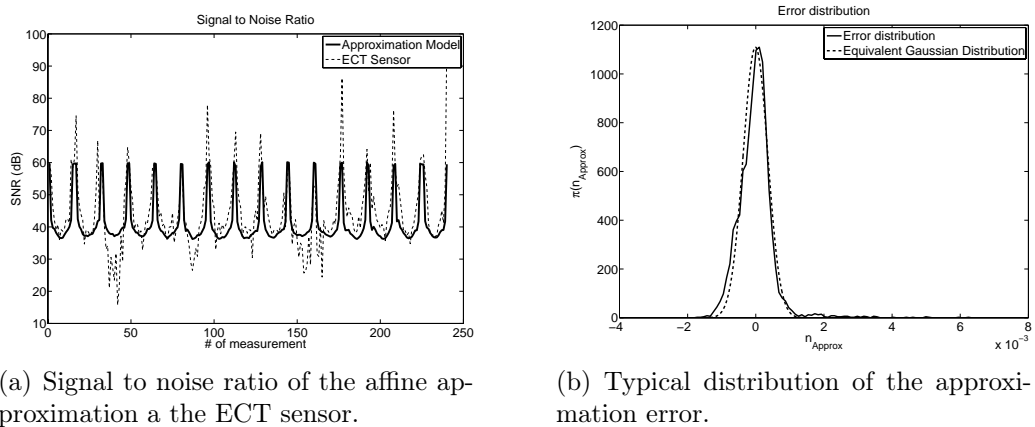 Signal to Noise Ratio
100
90
80
70
60
50
40
30
20
10
SNR (dB)
Approximation Model
ECT Sensor
0 50 100 150 200 250
# of measurement
Error distribution
1200
1000
800
600
400
200
0
π(n_Approx)
Error distribution
Equivalent Gaussian Distribution
−4 −2 0 2 4 6 8
n_Approx
x 10^−3
(a) Signal to noise ratio of the affine ap-
proximation a the ECT sensor.
(b) Typical distribution of the approxi-
mation error.